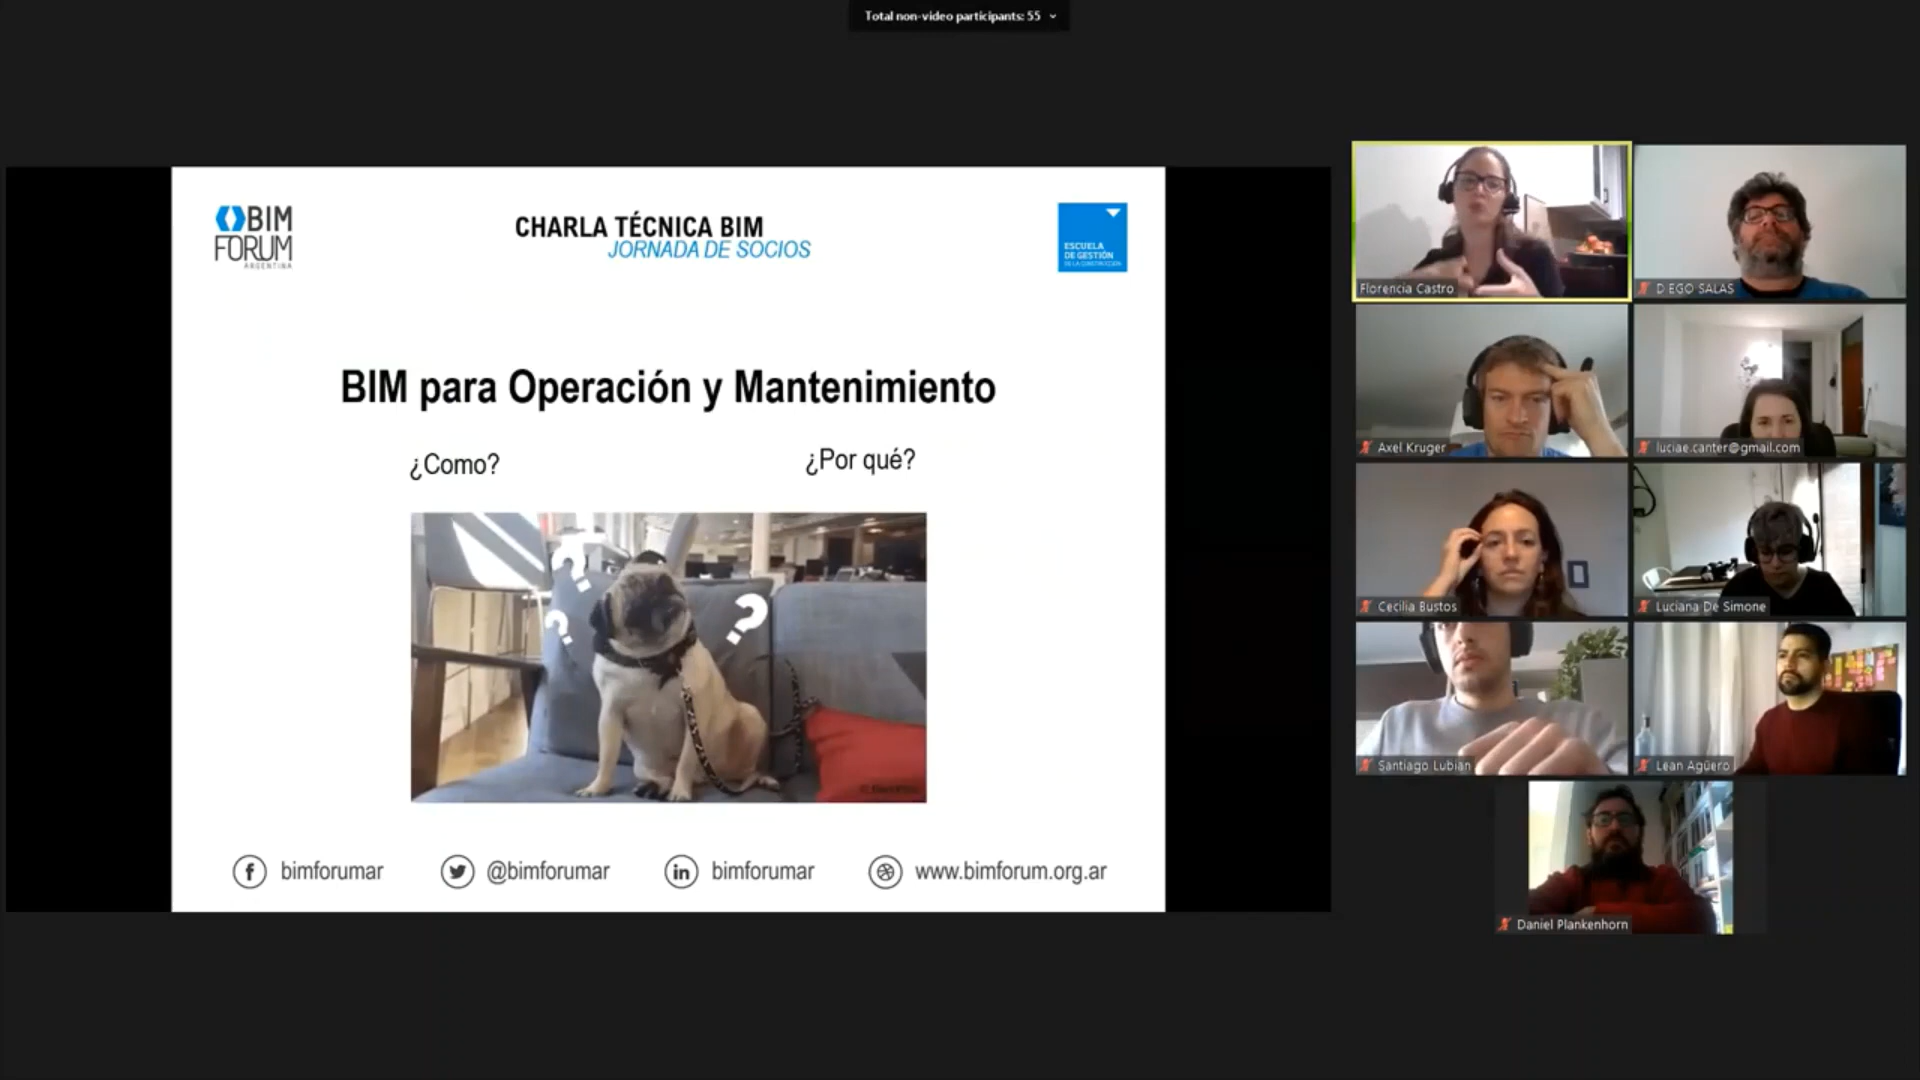 Total non-video participants: 55
BIM
FORUM
ARGENTINA
CHARLA TÉCNICA BIM
JORNADA DE SOCIOS
ESCUELA
DE GESTIÓN
DE LA CONSTRUCCIÓN
BIM para Operación y Mantenimiento
¿Como?
¿Por qué?
?
?
?
bimforumar
@bimforumar
bimforumar
www.bimforum.org.ar
Florencia Castro
D EGO SALAS
Axel Kruger
luciae.canter@gmail.com
Cecilia Bustos
Luciana De Simone
Santiago Lubian
Lean Agüero
Daniel Plankenhorn